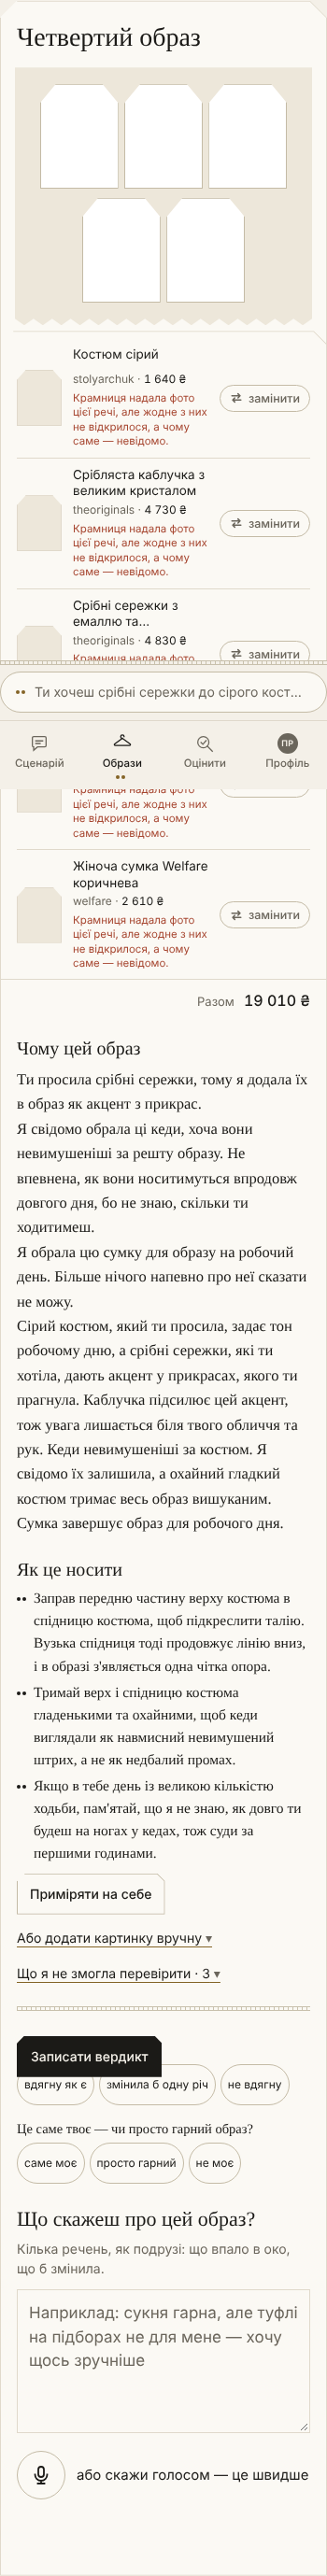 Четвертий образ
Костюм сірий
stolyarchuk · 1 640 ₴
Крамниця надала фото
цієї речі, але жодне з них
не відкрилося, а чому
саме — невідомо.
⇄ замінити
Срібляста каблучка з
великим кристалом
theoriginals · 4 730 ₴
Крамниця надала фото
цієї речі, але жодне з них
не відкрилося, а чому
саме — невідомо.
⇄ замінити
Срібні сережки з
емаллю та...
theoriginals · 4 830 ₴
Крамниця надала фото
⇄ замінити
Ти хочеш срібні сережки до сірого кост...
Сценарій
Образи
Оцінити
ПР
Профіль
Крамниця надала фото
цієї речі, але жодне з них
не відкрилося, а чому
саме — невідомо.
Жіноча сумка Welfare
коричнева
welfare · 2 610 ₴
Крамниця надала фото
цієї речі, але жодне з них
не відкрилося, а чому
саме — невідомо.
⇄ замінити
Разом 19 010 ₴
Чому цей образ
Ти просила срібні сережки, тому я додала їх
в образ як акцент з прикрас.
Я свідомо обрала ці кеди, хоча вони
невимушеніші за решту образу. Не
впевнена, як вони носитимуться впродовж
довгого дня, бо не знаю, скільки ти
ходитимеш.
Я обрала цю сумку для образу на робочий
день. Більше нічого напевно про неї сказати
не можу.
Сірий костюм, який ти просила, задає тон
робочому дню, а срібні сережки, які ти
хотіла, дають акцент у прикрасах, якого ти
прагнула. Каблучка підсилює цей акцент,
тож увага лишається біля твого обличчя та
рук. Кеди невимушеніші за костюм. Я
свідомо їх залишила, а охайний гладкий
костюм тримає весь образ вишуканим.
Сумка завершує образ для робочого дня.
Як це носити
•• Заправ передню частину верху костюма в
спідницю костюма, щоб підкреслити талію.
Вузька спідниця тоді продовжує лінію вниз,
і в образі з'являється одна чітка опора.
•• Тримай верх і спідницю костюма
гладенькими та охайними, щоб кеди
виглядали як навмисний невимушений
штрих, а не як недбалий промах.
•• Якщо в тебе день із великою кількістю
ходьби, пам'ятай, що я не знаю, як довго ти
будеш на ногах у кедах, тож суди за
першими годинами.
Приміряти на себе
Або додати картинку вручну ▾
Що я не змогла перевірити · 3 ▾
Записати вердикт
вдягну як є
змінила б одну річ
не вдягну
Це саме твоє — чи просто гарний образ?
саме моє
просто гарний
не моє
Що скажеш про цей образ?
Кілька речень, як подрузі: що впало в око,
що б змінила.
Наприклад: сукня гарна, але туфлі
на підборах не для мене — хочу
щось зручніше
або скажи голосом — це швидше